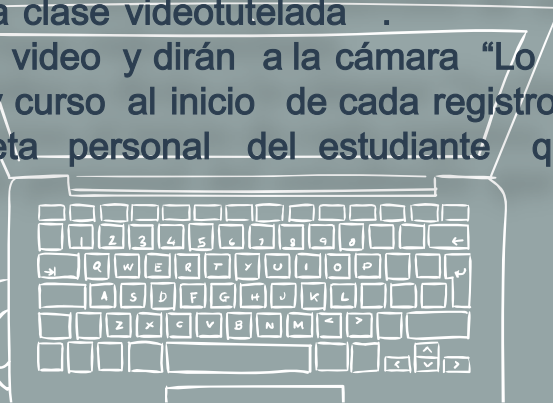 a clase videotutelada .
video y dirán a la cámara “Lo
curso al inicio de cada registro
personal del estudiante
1 2 3 4 5 6 7 8 9 0 ←
Q W E R T Y U I O P
A S D F G H J K L
Z X C V B N M < >
< ^ v >